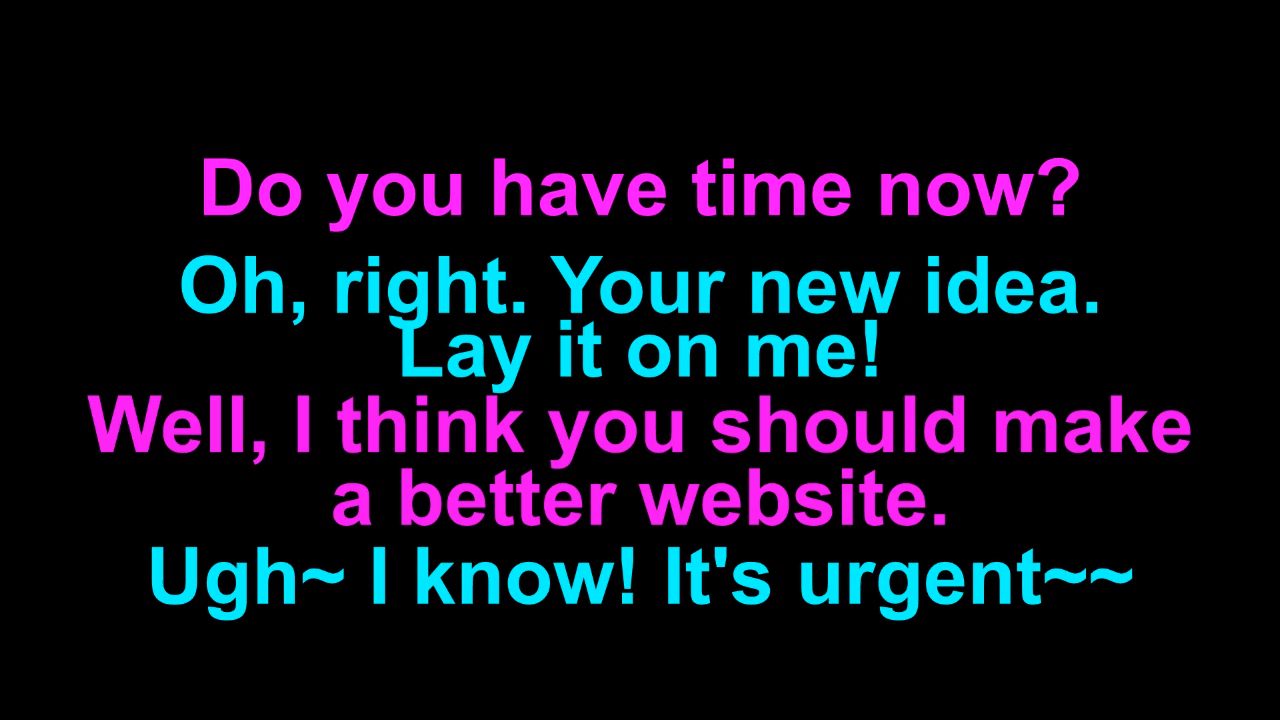 Do you have time now?
Oh, right. Your new idea.
Lay it on me!
Well, I think you should make
a better website.
Ugh~ I know! It's urgent~~